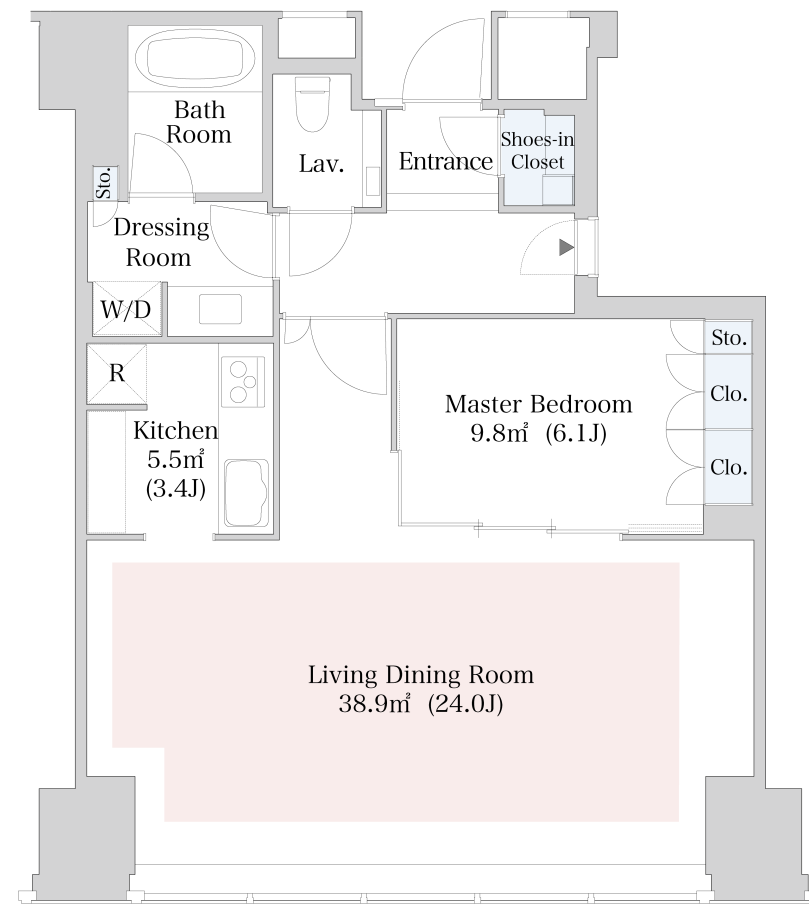 Bath
Room
Lav.
Entrance
Shoes-in
Closet
Sto.
Dressing
Room
W/D
R
Kitchen
5.5㎡
(3.4J)
Master Bedroom
9.8㎡ (6.1J)
Sto.
Clo.
Clo.
Living Dining Room
38.9㎡ (24.0J)